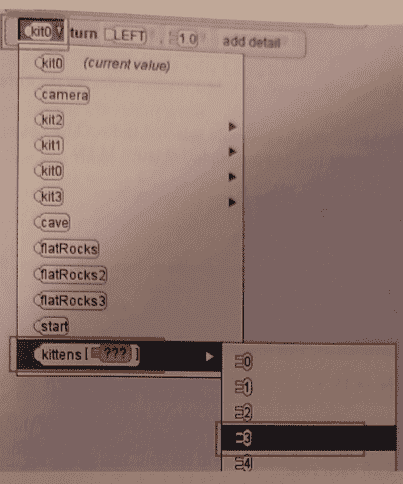 kit0 turn LEFT , 1.0 add detail
kit0 (current value)
camera
kit2
kit1
kit0
kit3
cave
flatRocks
flatRocks2
flatRocks3
start
kittens [ ??? ]
0
1
2
3
4